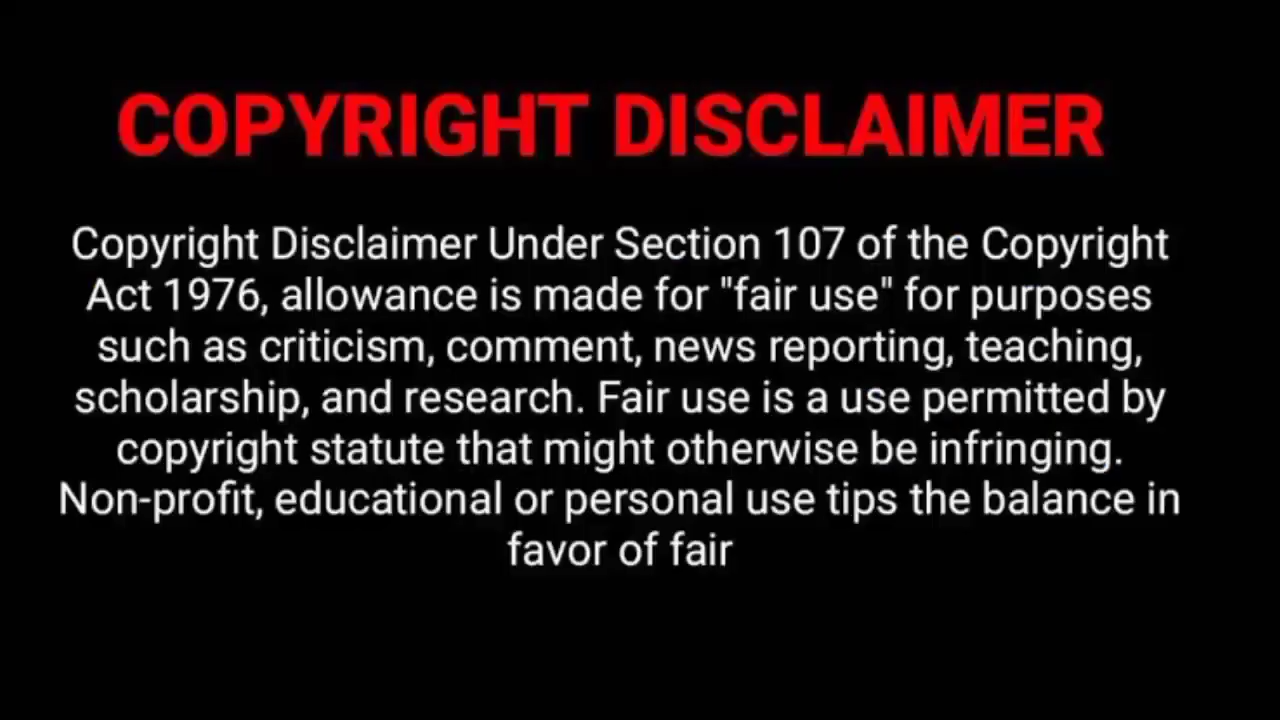 COPYRIGHT DISCLAIMER
Copyright Disclaimer Under Section 107 of the Copyright
Act 1976, allowance is made for "fair use" for purposes
such as criticism, comment, news reporting, teaching,
scholarship, and research. Fair use is a use permitted by
copyright statute that might otherwise be infringing.
Non-profit, educational or personal use tips the balance in
favor of fair